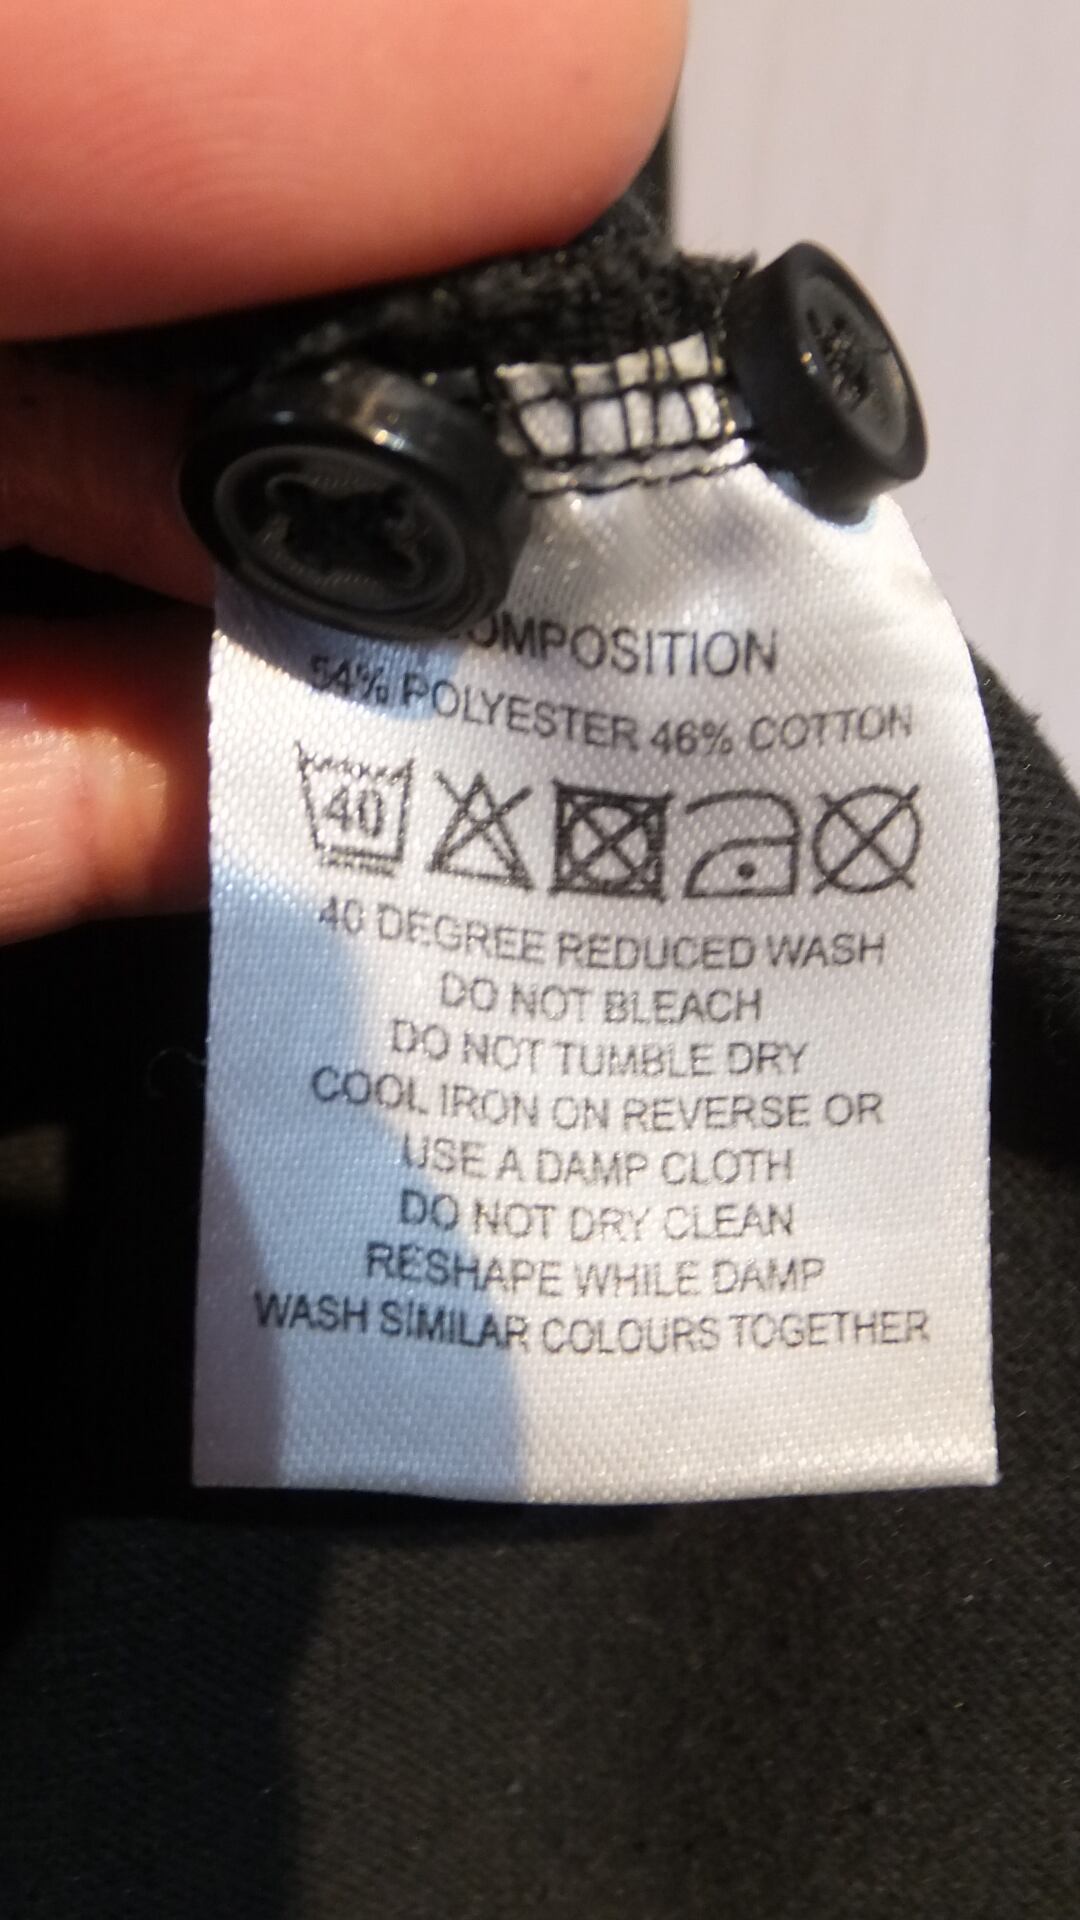 COMPOSITION
54% POLYESTER 46% COTTON
40
40 DEGREE REDUCED WASH
DO NOT BLEACH
DO NOT TUMBLE DRY
COOL IRON ON REVERSE OR
USE A DAMP CLOTH
DO NOT DRY CLEAN
RESHAPE WHILE DAMP
WASH SIMILAR COLOURS TOGETHER